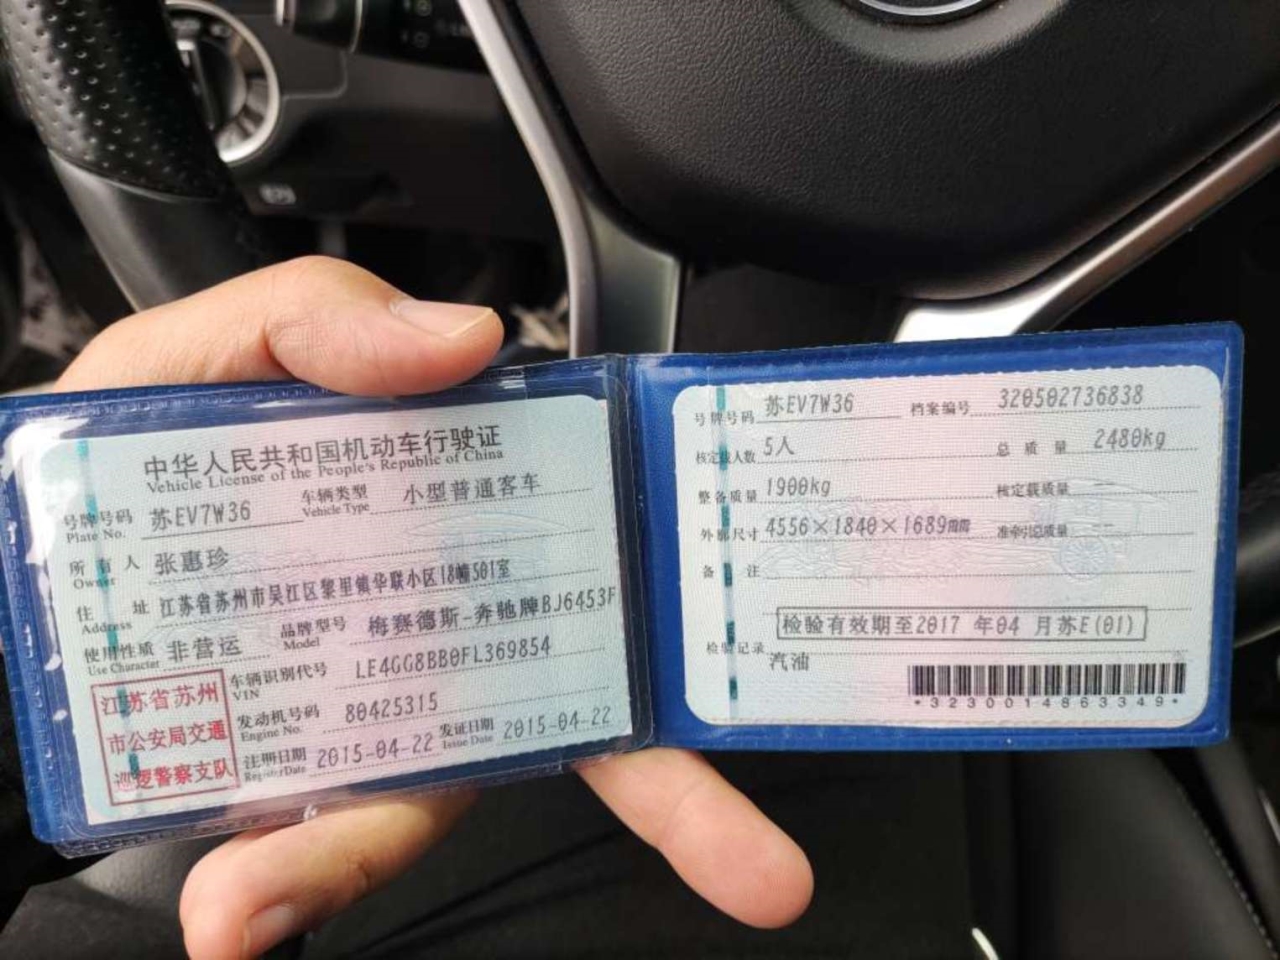 中华人民共和国机动车行驶证
Vehicle License of the People's Republic of China
号牌号码 苏EV7W36 车辆类型 小型普通客车
Plate No. Vehicle Type
所有人 张惠珍
Owner
住址 江苏省苏州市吴江区黎里镇华联小区18幢501室
Address
使用性质 非营运 品牌型号 梅赛德斯-奔驰牌BJ6453F
Use Character Model
江苏省苏州
市公安局交通
巡逻警察支队
车辆识别代号 LE4GG8BB0FL369854
VIN
发动机号码 80425315
Engine No.
注册日期 2015-04-22 发证日期 2015-04-22
Register Date Issue Date
号牌号码 苏EV7W36 档案编号 320502736838
核定载人数 5人 总质量 2480kg
整备质量 1900kg 核定载质量 --
外廓尺寸 4556×1840×1689mm 准牵引总质量 --
备注
检验有效期至2017 年04 月苏E(01)
检验记录
汽油
*3230014863349*